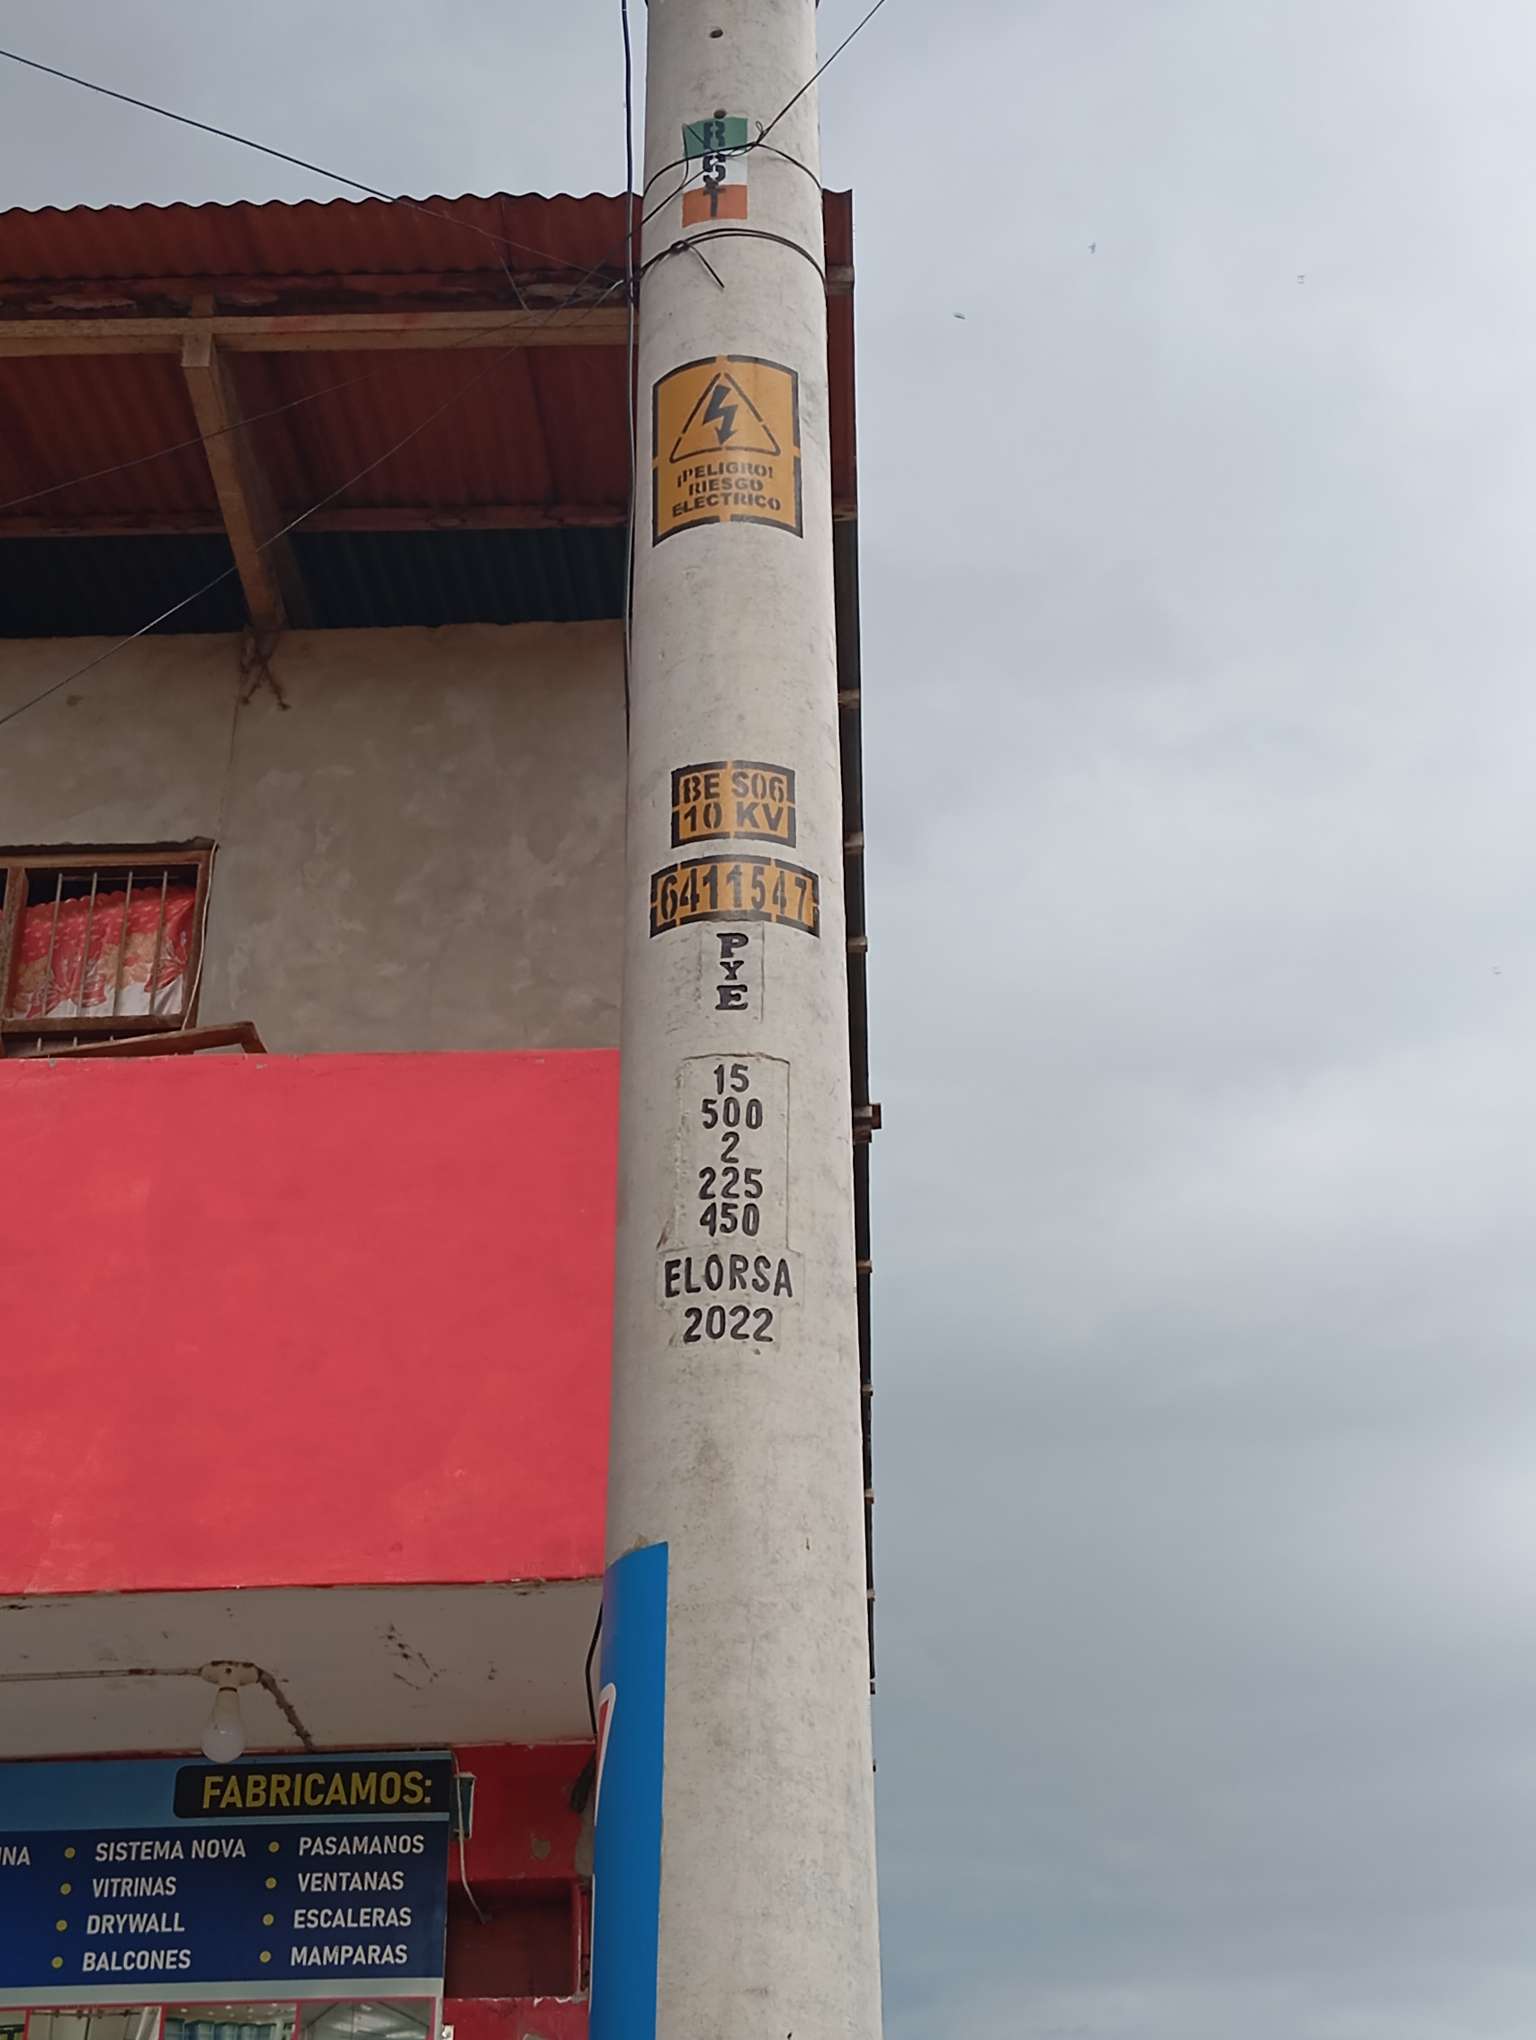 R
S
T
¡PELIGRO!
RIESGO
ELECTRICO
BE S06
10 KV
6411547
P
Y
E
15
500
2
225
450
ELORSA
2022
FABRICAMOS:
SISTEMA NOVA
VITRINAS
DRYWALL
BALCONES
PASAMANOS
VENTANAS
ESCALERAS
MAMPARAS